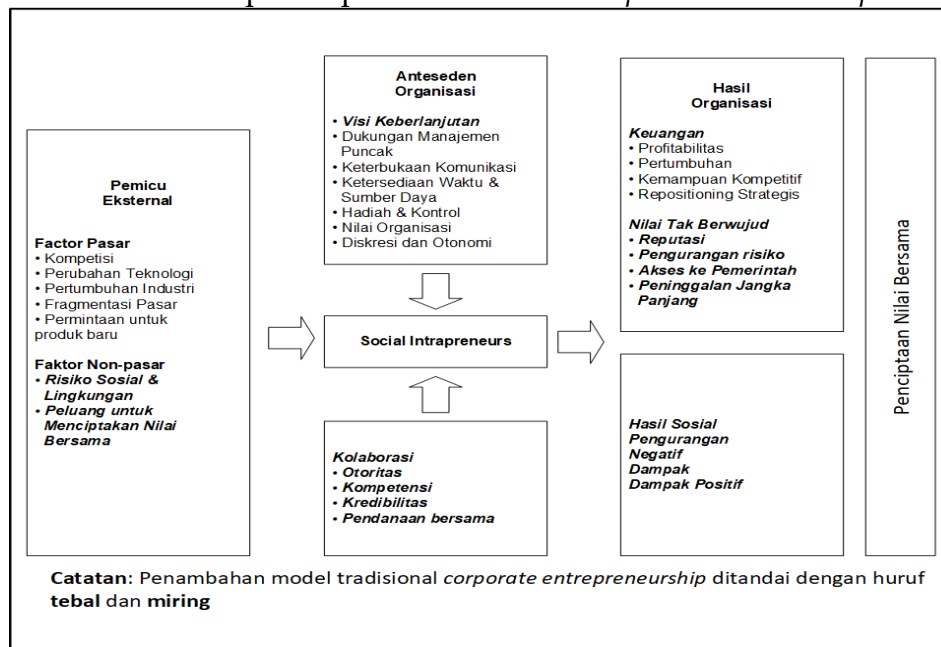 Pemicu
Eksternal
Factor Pasar
• Kompetisi
• Perubahan Teknologi
• Pertumbuhan Industri
• Fragmentasi Pasar
• Permintaan untuk
produk baru
Faktor Non-pasar
• Risiko Sosial &
Lingkungan
• Peluang untuk
Menciptakan Nilai
Bersama
Anteseden
Organisasi
• Visi Keberlanjutan
• Dukungan Manajemen
Puncak
• Keterbukaan Komunikasi
• Ketersediaan Waktu &
Sumber Daya
• Hadiah & Kontrol
• Nilai Organisasi
• Diskresi dan Otonomi
Social Intrapreneurs
Kolaborasi
• Otoritas
• Kompetensi
• Kredibilitas
• Pendanaan bersama
Hasil
Organisasi
Keuangan
• Profitabilitas
• Pertumbuhan
• Kemampuan Kompetitif
• Repositioning Strategis
Nilai Tak Berwujud
• Reputasi
• Pengurangan risiko
• Akses ke Pemerintah
• Peninggalan Jangka
Panjang
Hasil Sosial
Pengurangan
Negatif
Dampak
Dampak Positif
Penciptaan Nilai Bersama
Catatan: Penambahan model tradisional corporate entrepreneurship ditandai dengan huruf
tebal dan miring